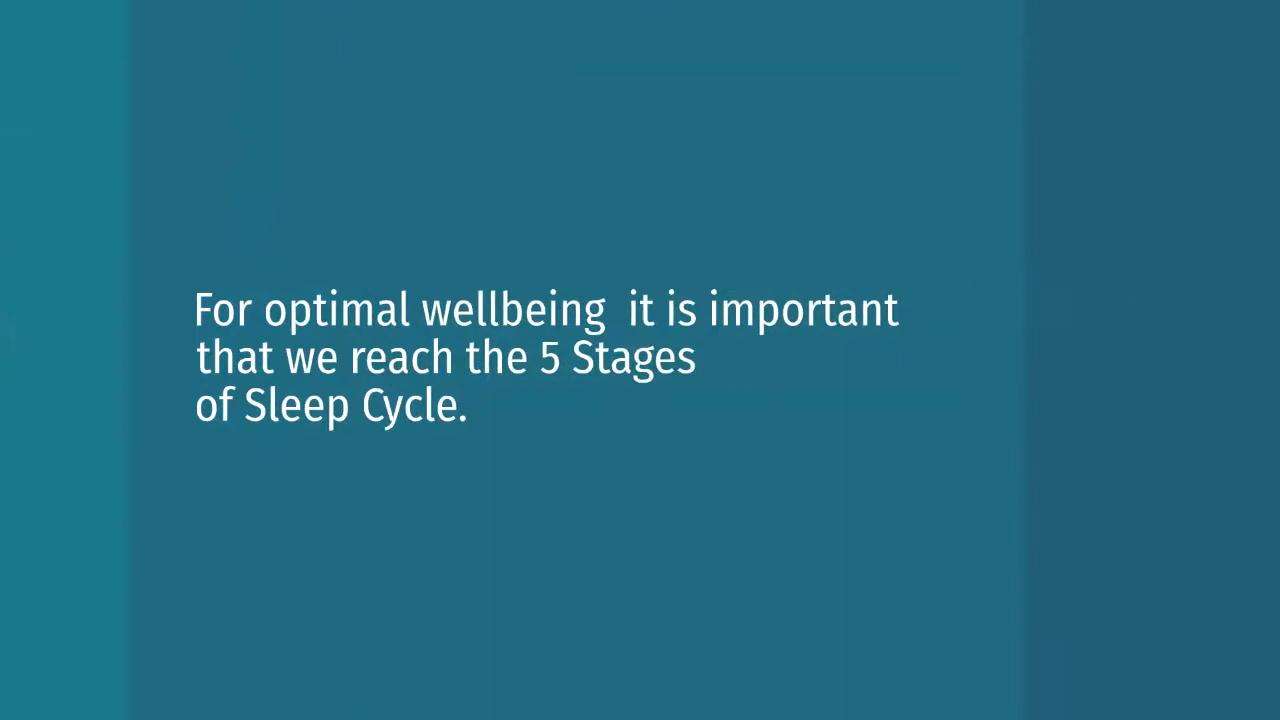 For optimal wellbeing  it is important
that we reach the 5 Stages
of Sleep Cycle.